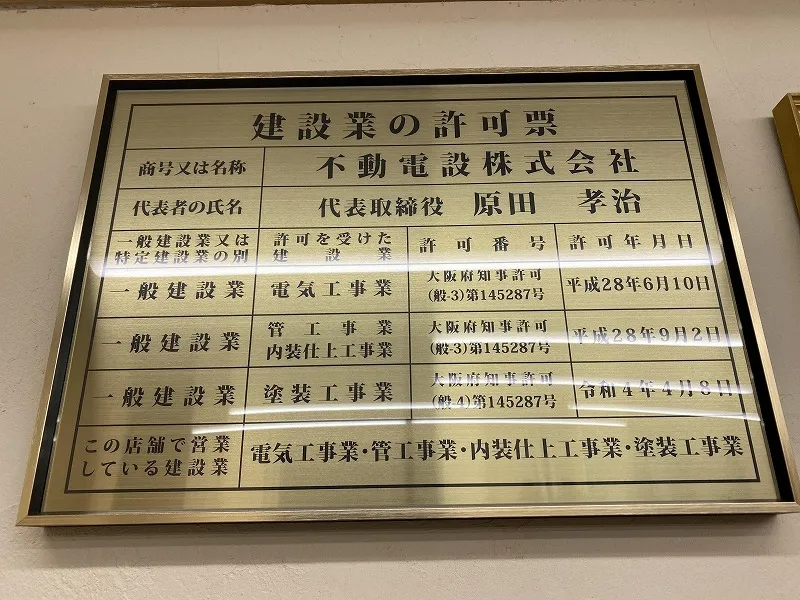 建設業の許可票
商号又は名称 不動電設株式会社
代表者の氏名 代表取締役 原田 孝治
一般建設業又は 許可を受けた 許可番号 許可年月日
特定建設業の別 建設業
一般建設業 電気工事業 大阪府知事許可 平成28年6月10日
(般-3)第145287号
一般建設業 管工事業 大阪府知事許可 平成28年9月2日
内装仕上工事業 (般-3)第145287号
一般建設業 塗装工事業 大阪府知事許可 令和4年4月8日
(般-4)第145287号
この店舗で営業 電気工事業・管工事業・内装仕上工事業・塗装工事業
している建設業